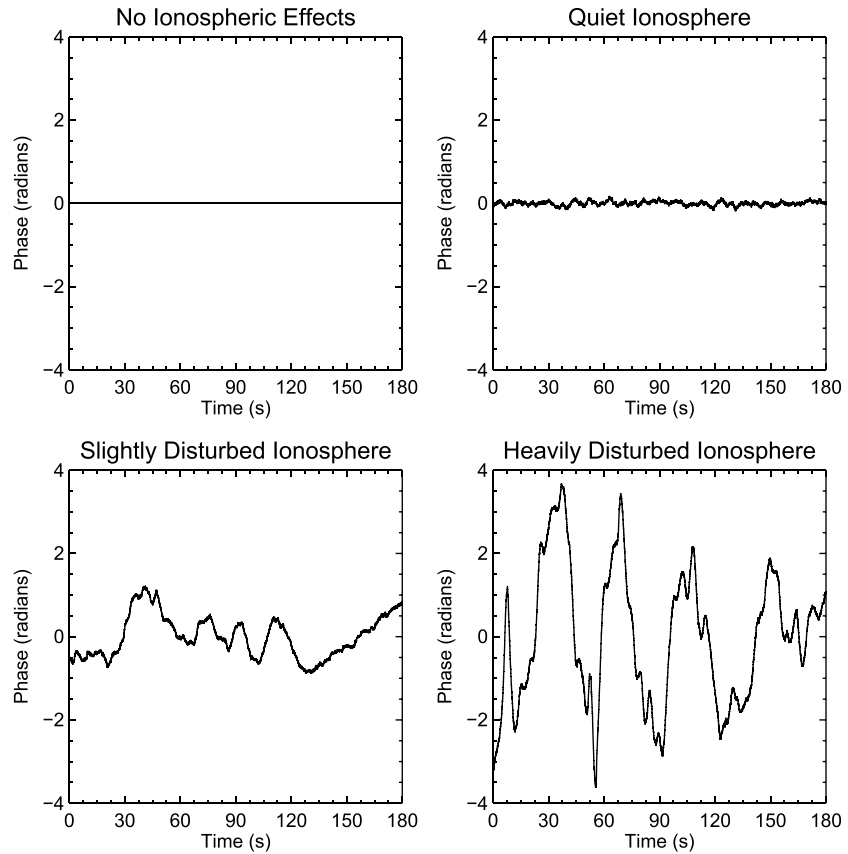 No Ionospheric Effects
4
2
0
−2
−4
Phase (radians)
0 30 60 90 120 150 180
Time (s)
Quiet Ionosphere
4
2
0
−2
−4
Phase (radians)
0 30 60 90 120 150 180
Time (s)
Slightly Disturbed Ionosphere
4
2
0
−2
−4
Phase (radians)
0 30 60 90 120 150 180
Time (s)
Heavily Disturbed Ionosphere
4
2
0
−2
−4
Phase (radians)
0 30 60 90 120 150 180
Time (s)